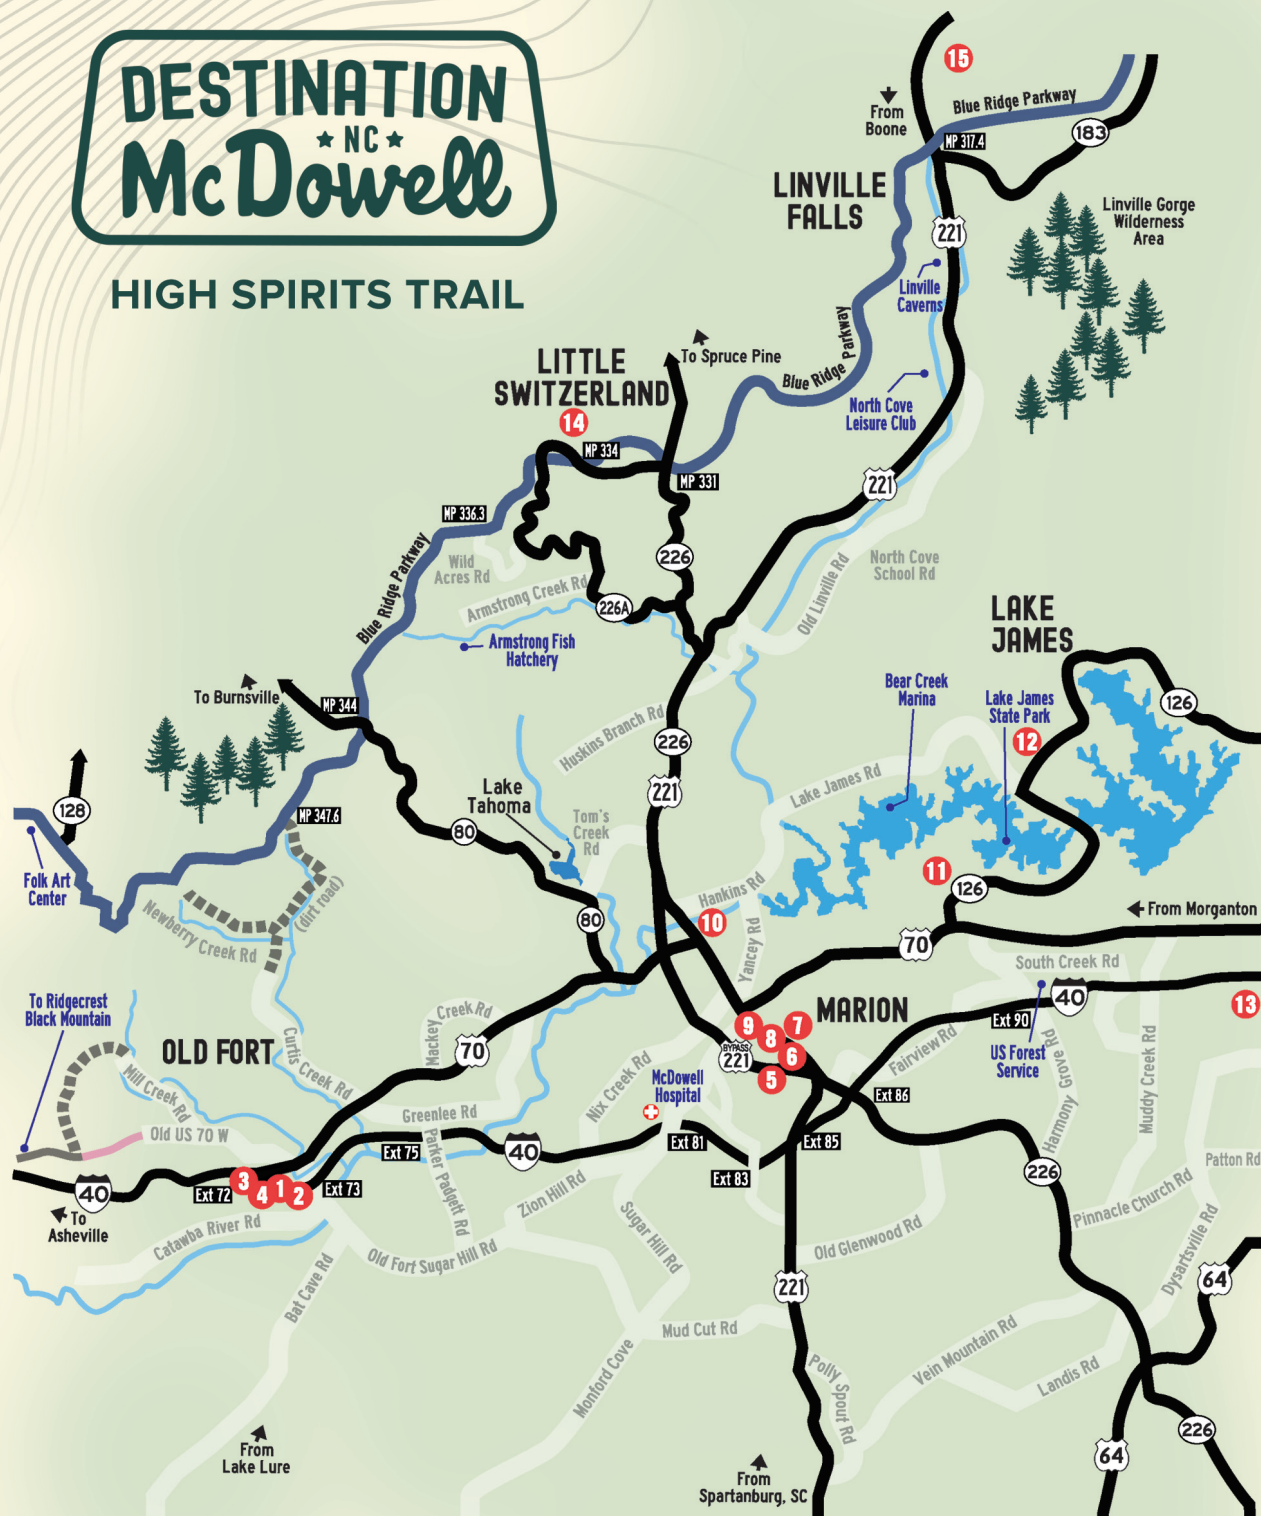 DESTINATION
NC
McDowell
HIGH SPIRITS TRAIL
15
From
Boone
Blue Ridge Parkway
183
MP 317.4
LINVILLE
FALLS
Linville Gorge
Wilderness
Area
221
Linville
Caverns
To Spruce Pine
Blue Ridge Parkway
LITTLE
SWITZERLAND
14
North Cove
Leisure Club
MP 334
MP 331
221
MP 336.3
226
Wild
Acres Rd
Armstrong Creek Rd
226A
North Cove
School Rd
Old Linville Rd
Blue Ridge Parkway
Armstrong Fish
Hatchery
LAKE
JAMES
To Burnsville
MP 344
Bear Creek
Marina
Lake James
State Park
12
126
Huskins Branch Rd
226
221
Lake James Rd
128
MP 347.6
Lake
Tahoma
80
Tom's
Creek
Rd
Folk Art
Center
(dirt road)
Newberry Creek Rd
80
Hankins Rd
10
11
126
From Morganton
Yancey Rd
70
South Creek Rd
To Ridgecrest
Black Mountain
40
13
MARION
Ext 90
9
8
7
6
5
BYPASS
221
Mackey Creek Rd
70
OLD FORT
Curtis Creek Rd
Mill Creek Rd
Nix Creek Rd
McDowell
Hospital
Fairview Rd
US Forest
Service
Harmony Grove Rd
Muddy Creek Rd
Ext 86
Greenlee Rd
Old US 70 W
Ext 75
Parker Padgett Rd
40
Ext 81
Ext 85
Ext 83
226
Patton Rd
40
Ext 72
3
4
1
2
Ext 73
To
Asheville
Zion Hill Rd
Sugar Hill Rd
Pinnacle Church Rd
Catawba River Rd
Old Fort Sugar Hill Rd
Old Glenwood Rd
Dysartsville Rd
64
Bat Cave Rd
221
Mud Cut Rd
Monford Cove
Vein Mountain Rd
Landis Rd
Polly Spout Rd
226
64
From
Lake Lure
From
Spartanburg, SC